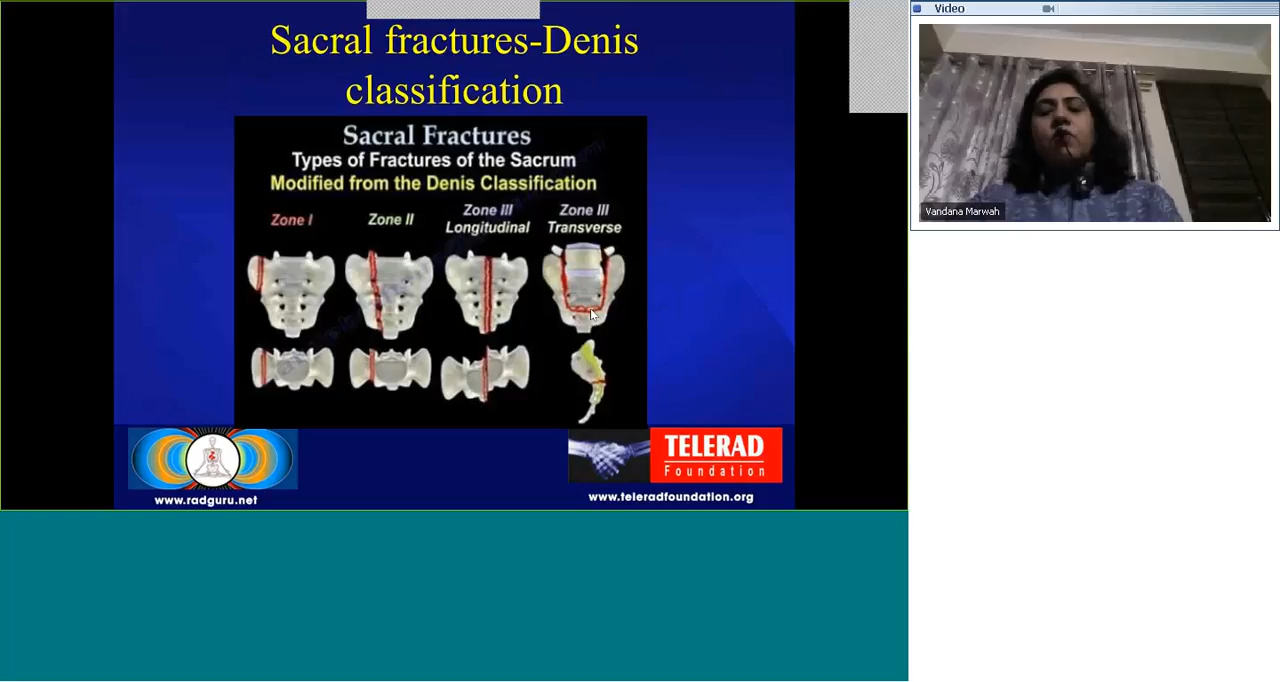 Sacral fractures-Denis
classification
Sacral Fractures
Types of Fractures of the Sacrum
Modified from the Denis Classification
Zone I
Zone II
Zone III
Longitudinal
Zone III
Transverse
www.radguru.net
TELERAD
Foundation
www.teleradfoundation.org
Video
Vandana Marwah